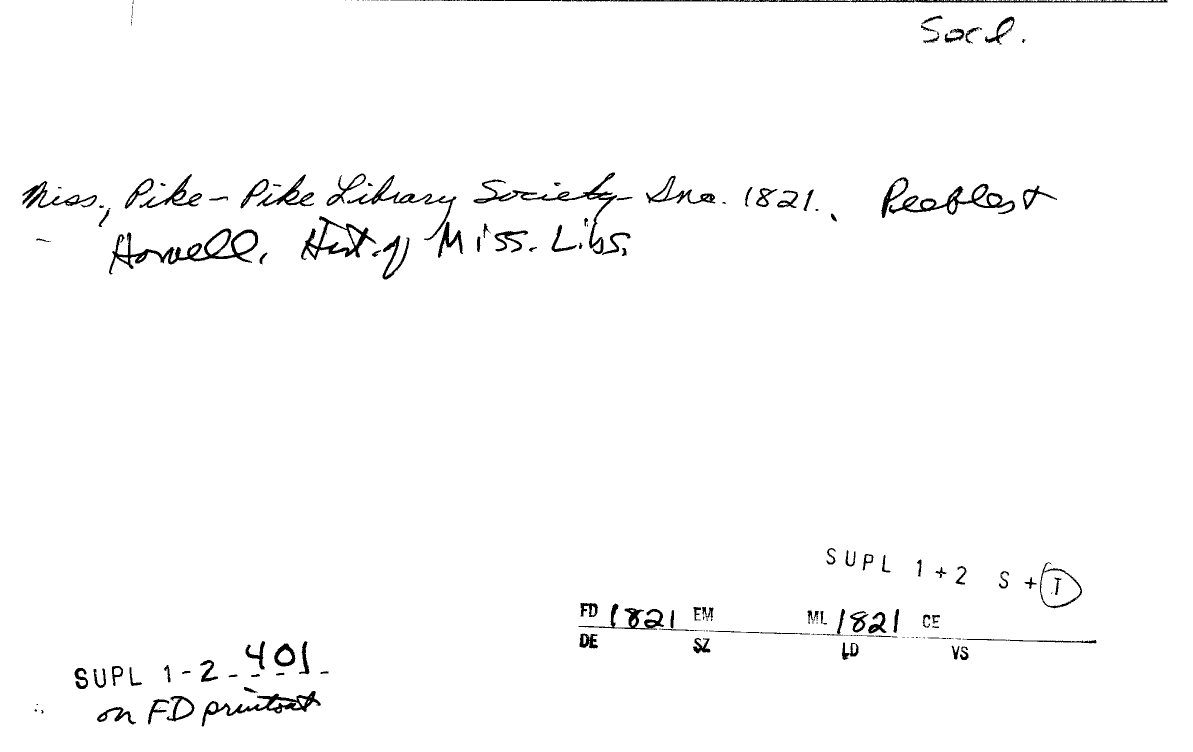 Socl.
Miss., Pike - Pike Library Society - Inc. 1821., Peebles +
Howell, Hist. of Miss. Libs.
SUPL 1+2 S + I
FD 1821 EM ML 1821 CE
DE SZ LD VS
SUPL 1-2 - 401 -
on FD printout